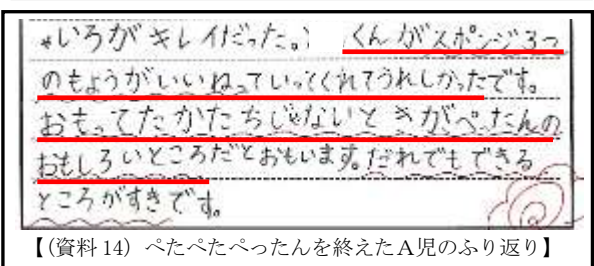 ・いろがキレイだった。） くんがスポンジ3つ
のもようがいいねっていってくれてうれしかったです。
おもってたかたちじゃないときがぺったんの
おもしろいところだとおもいます。だれでもできる
ところがすきです。
【（資料 14）ぺたぺたぺったんを終えたA児のふり返り】